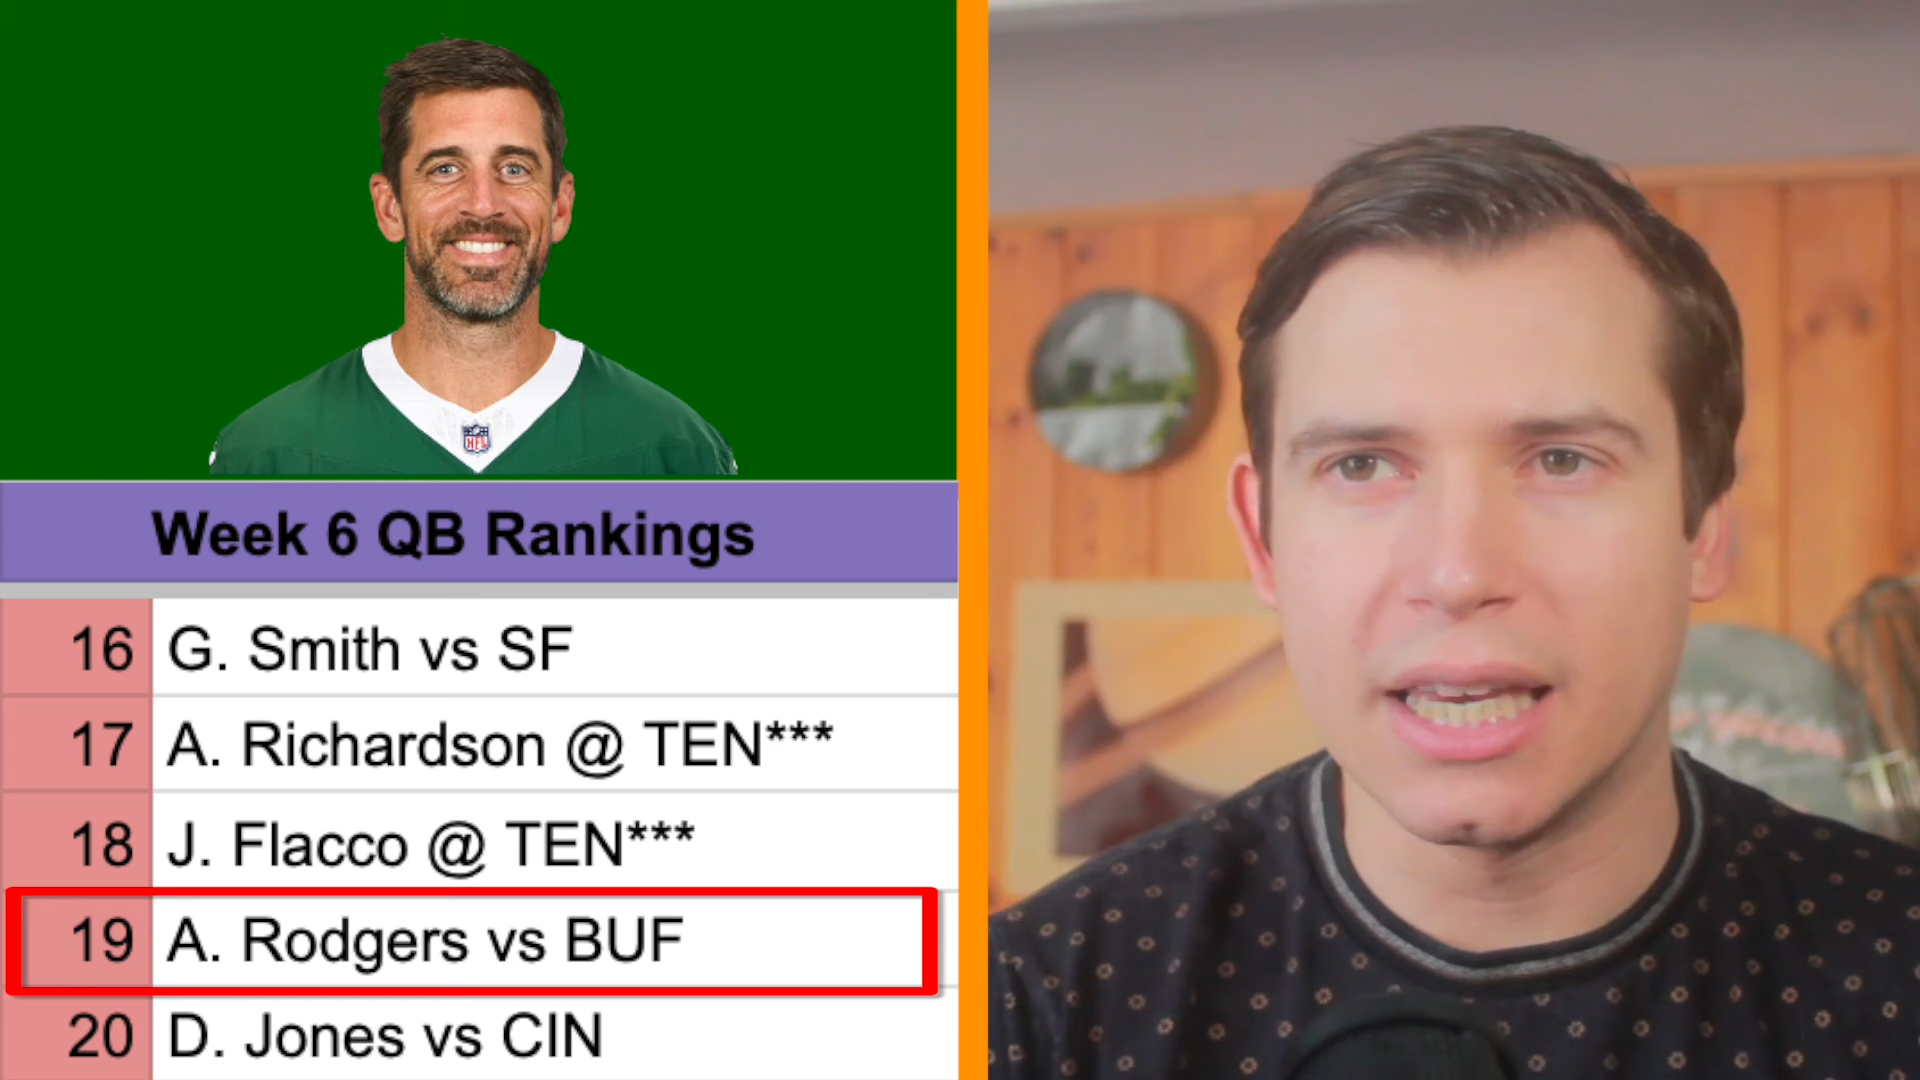 NFL
Week 6 QB Rankings
16 G. Smith vs SF
17 A. Richardson @ TEN***
18 J. Flacco @ TEN***
19 A. Rodgers vs BUF
20 D. Jones vs CIN